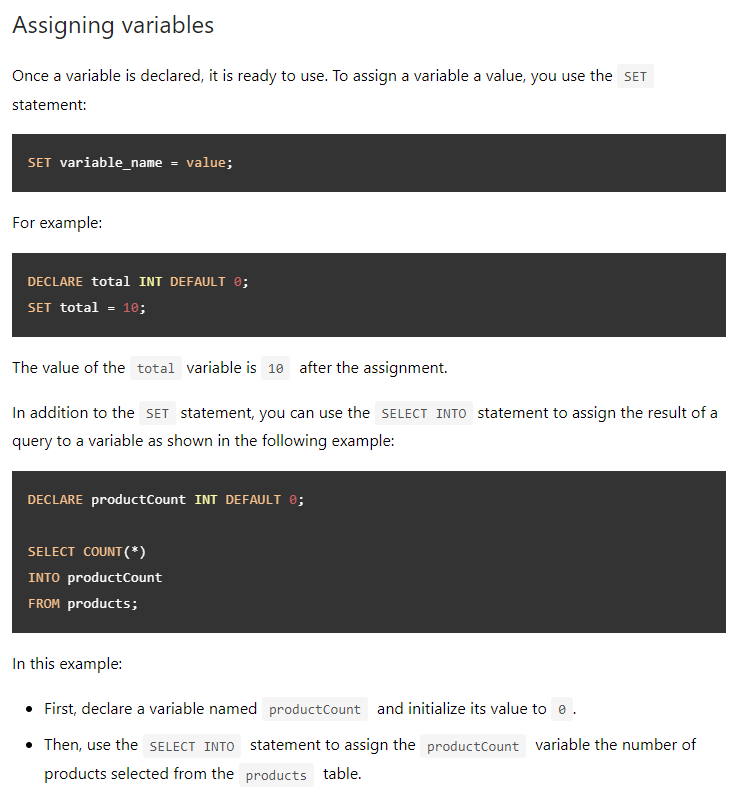 Assigning variables
Once a variable is declared, it is ready to use. To assign a variable a value, you use the SET
statement:
SET variable_name = value;
For example:
DECLARE total INT DEFAULT 0;
SET total = 10;
The value of the total variable is 10 after the assignment.
In addition to the SET statement, you can use the SELECT INTO statement to assign the result of a
query to a variable as shown in the following example:
DECLARE productCount INT DEFAULT 0;
SELECT COUNT(*)
INTO productCount
FROM products;
In this example:
• First, declare a variable named productCount and initialize its value to 0.
• Then, use the SELECT INTO statement to assign the productCount variable the number of
products selected from the products table.